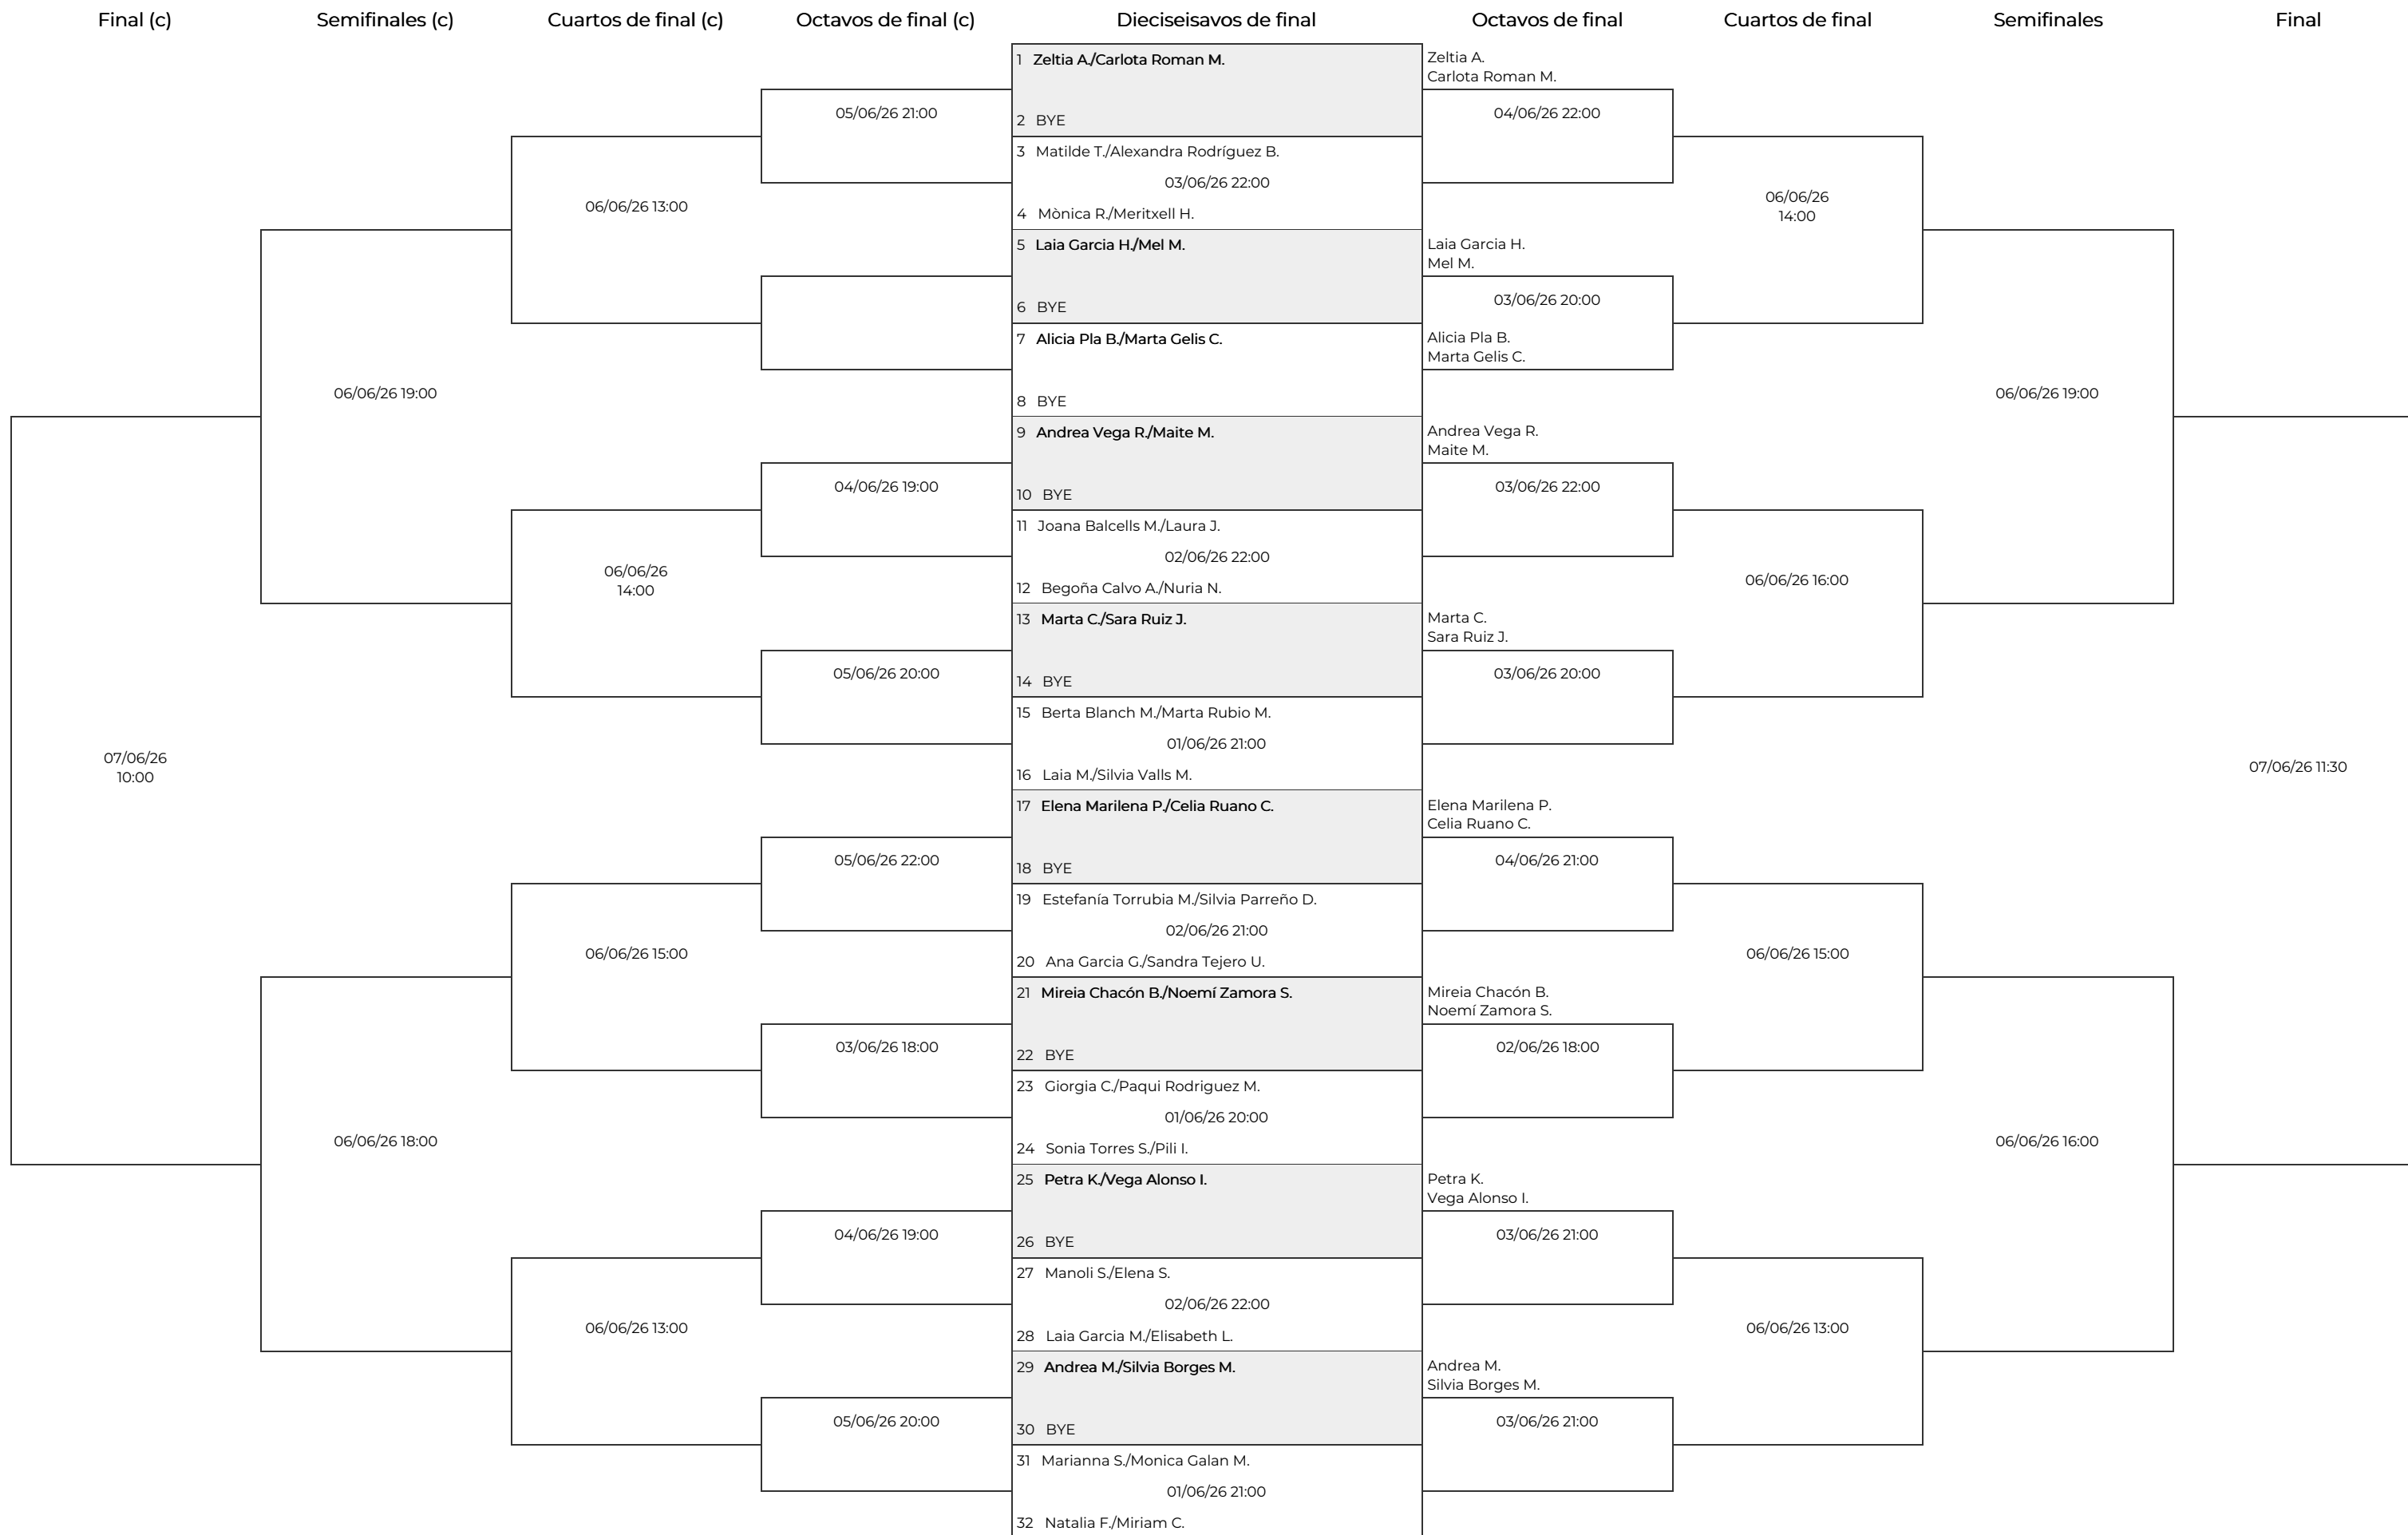 Final (c)
Semifinales (c)
Cuartos de final (c)
Octavos de final (c)
Dieciseisavos de final
Octavos de final
Cuartos de final
Semifinales
Final
07/06/26
10:00
06/06/26 19:00
06/06/26 18:00
06/06/26 13:00
06/06/26
14:00
06/06/26 15:00
06/06/26 13:00
05/06/26 21:00
04/06/26 19:00
05/06/26 20:00
05/06/26 22:00
03/06/26 18:00
04/06/26 19:00
05/06/26 20:00
1 Zeltia A./Carlota Roman M.
2 BYE
3 Matilde T./Alexandra Rodríguez B.
03/06/26 22:00
4 Mònica R./Meritxell H.
5 Laia Garcia H./Mel M.
6 BYE
7 Alicia Pla B./Marta Gelis C.
8 BYE
9 Andrea Vega R./Maite M.
10 BYE
11 Joana Balcells M./Laura J.
02/06/26 22:00
12 Begoña Calvo A./Nuria N.
13 Marta C./Sara Ruiz J.
14 BYE
15 Berta Blanch M./Marta Rubio M.
01/06/26 21:00
16 Laia M./Silvia Valls M.
17 Elena Marilena P./Celia Ruano C.
18 BYE
19 Estefanía Torrubia M./Silvia Parreño D.
02/06/26 21:00
20 Ana Garcia G./Sandra Tejero U.
21 Mireia Chacón B./Noemí Zamora S.
22 BYE
23 Giorgia C./Paqui Rodriguez M.
01/06/26 20:00
24 Sonia Torres S./Pili I.
25 Petra K./Vega Alonso I.
26 BYE
27 Manoli S./Elena S.
02/06/26 22:00
28 Laia Garcia M./Elisabeth L.
29 Andrea M./Silvia Borges M.
30 BYE
31 Marianna S./Monica Galan M.
01/06/26 21:00
32 Natalia F./Miriam C.
Zeltia A.
Carlota Roman M.
04/06/26 22:00
Laia Garcia H.
Mel M.
03/06/26 20:00
Alicia Pla B.
Marta Gelis C.
Andrea Vega R.
Maite M.
03/06/26 22:00
Marta C.
Sara Ruiz J.
03/06/26 20:00
Elena Marilena P.
Celia Ruano C.
04/06/26 21:00
Mireia Chacón B.
Noemí Zamora S.
02/06/26 18:00
Petra K.
Vega Alonso I.
03/06/26 21:00
Andrea M.
Silvia Borges M.
03/06/26 21:00
06/06/26
14:00
06/06/26 16:00
06/06/26 15:00
06/06/26 13:00
06/06/26 19:00
06/06/26 16:00
07/06/26 11:30